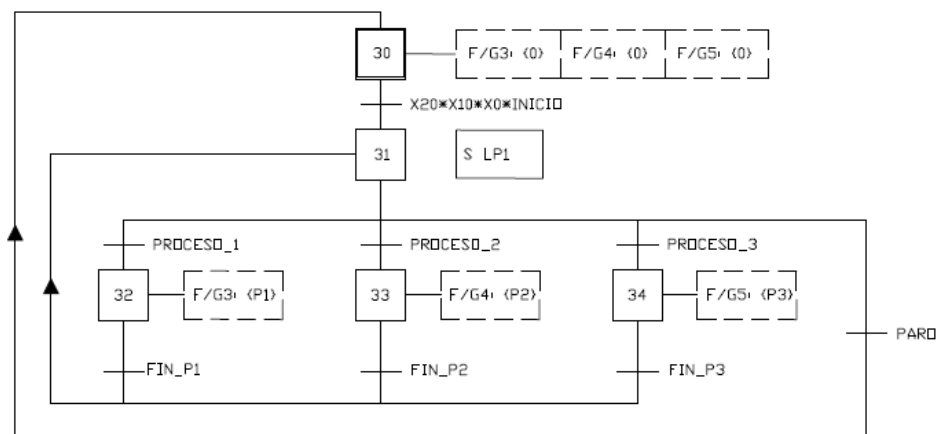 30 F/G3: {0} F/G4: {0} F/G5: {0}
X20*X10*X0*INICIO
31 S LP1
PROCESO_1 PROCESO_2 PROCESO_3
32 F/G3: {P1} 33 F/G4: {P2} 34 F/G5: {P3}
PARO
FIN_P1 FIN_P2 FIN_P3